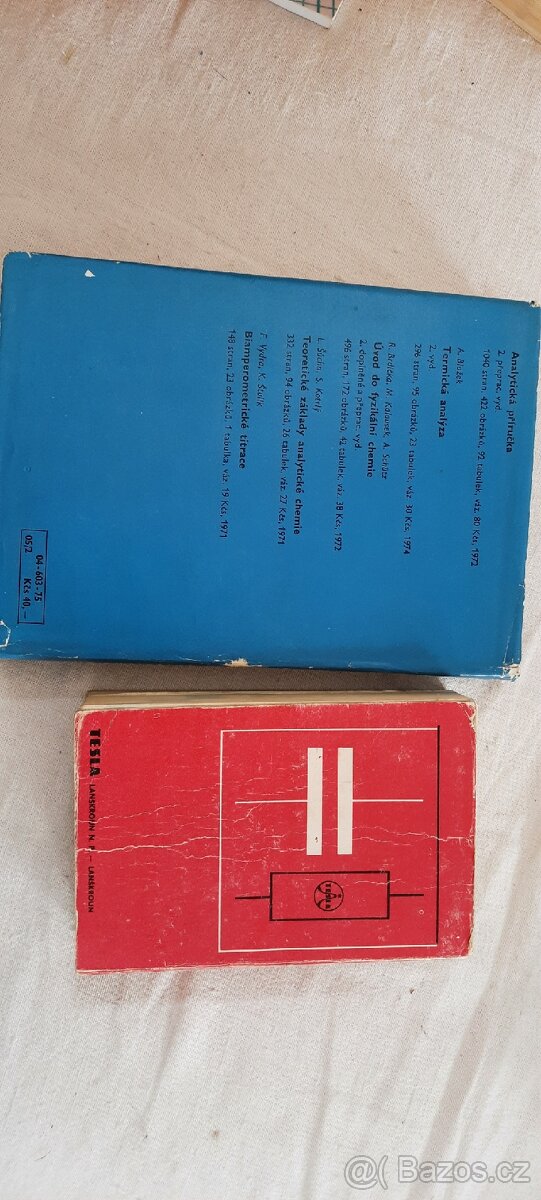 Analytická příručka
2. přeprac. vyd.
1040 stran, 422 obrázků, 92 tabulek, váz. 80 Kčs, 1972
A. Blažek
Termická analýza
2. vyd.
296 stran, 95 obrázků, 23 tabulek, váz. 30 Kčs, 1974
R. Brdička, M. Kalousek, A. Schütz
Úvod do fyzikální chemie
2. doplněné a přeprac. vyd.
496 stran, 172 obrázků, 42 tabulek, váz. 38 Kčs, 1972
L. Šůcha, S. Kotrlý
Teoretické základy analytické chemie
332 stran, 94 obrázků, 26 tabulek, váz. 27 Kčs, 1971
F. Vydra, K. Štulík
Biamperometrické titrace
148 stran, 23 obrázků, 1 tabulka, váz. 19 Kčs, 1971
04-603-75
05/2 Kčs 40,—
TESLA LANŠKROUN N. P. — LANŠKROUN
TESLA
Bazos.cz